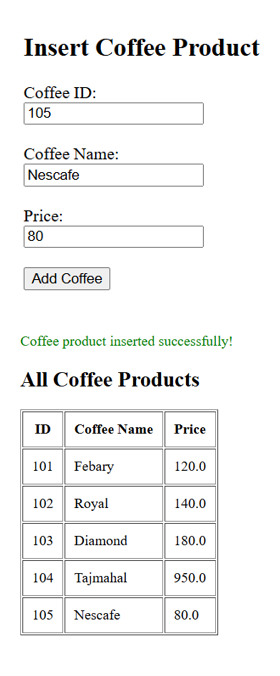 Insert Coffee Product
Coffee ID:
105
Coffee Name:
Nescafe
Price:
80
Add Coffee
Coffee product inserted successfully!
All Coffee Products
ID Coffee Name Price
101 Febary 120.0
102 Royal 140.0
103 Diamond 180.0
104 Tajmahal 950.0
105 Nescafe 80.0